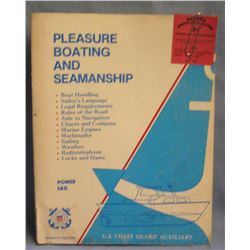 PLEASURE
BOATING
AND
SEAMANSHIP
• Boat Handling
• Sailor's Language
• Legal Requirements
• Rules of the Road
• Aids to Navigation
• Charts and Compass
• Marine Engines
• Marlinspike
• Sailing
• Weather
• Radiotelephone
• Locks and Dams
POWER
SAIL
U.S. COAST GUARD AUXILIARY